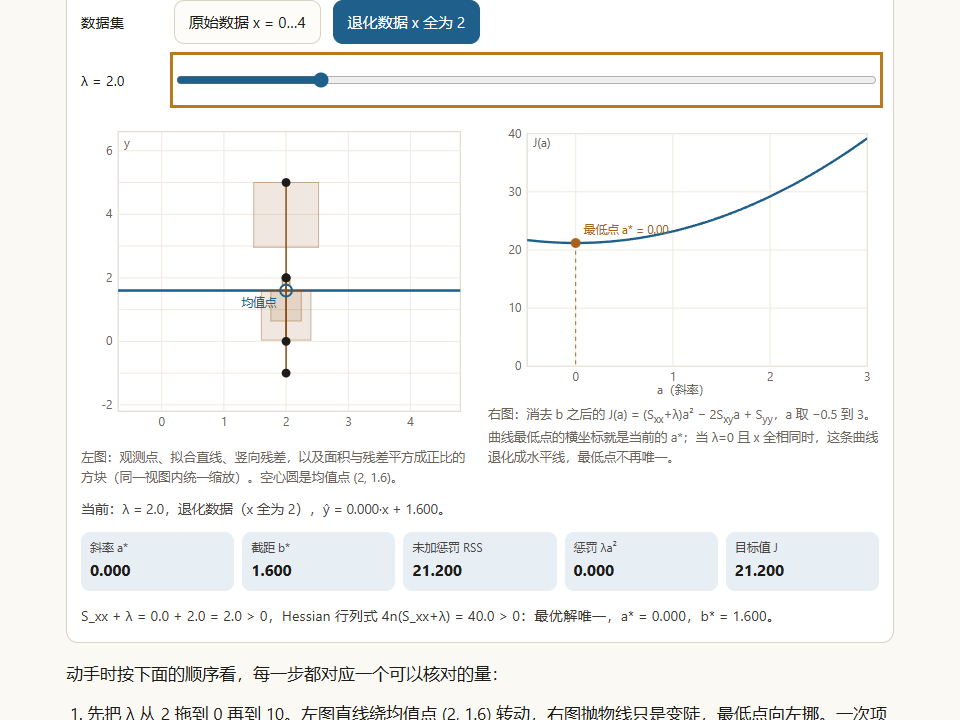 数据集
原始数据 x = 0…4
退化数据 x 全为 2
λ = 2.0
y
6
4
2
0
-2
0
1
2
3
4
均值点
J(a)
40
30
20
10
0
0
1
2
3
最低点 a* = 0.00
a（斜率）
左图：观测点、拟合直线、竖向残差，以及面积与残差平方成正比的
方块（同一视图内统一缩放）。空心圆是均值点 (2, 1.6)。
右图：消去 b 之后的 J(a) = (Sxx+λ)a² − 2Sxya + Syy，a 取 −0.5 到 3。
曲线最低点的横坐标就是当前的 a*；当 λ=0 且 x 全相同时，这条曲线
退化成水平线，最低点不再唯一。
当前：λ = 2.0，退化数据（x 全为 2），ŷ = 0.000·x + 1.600。
斜率 a*
0.000
截距 b*
1.600
未加惩罚 RSS
21.200
惩罚 λa²
0.000
目标值 J
21.200
S_xx + λ = 0.0 + 2.0 = 2.0 > 0，Hessian 行列式 4n(S_xx+λ) = 40.0 > 0：最优解唯一，a* = 0.000，b* = 1.600。
动手时按下面的顺序看，每一步都对应一个可以核对的量：
1. 先把 λ 从 2 拖到 0 再到 10。左图直线绕均值点 (2, 1.6) 转动，右图抛物线只是变陡，最低点向左挪。一次项